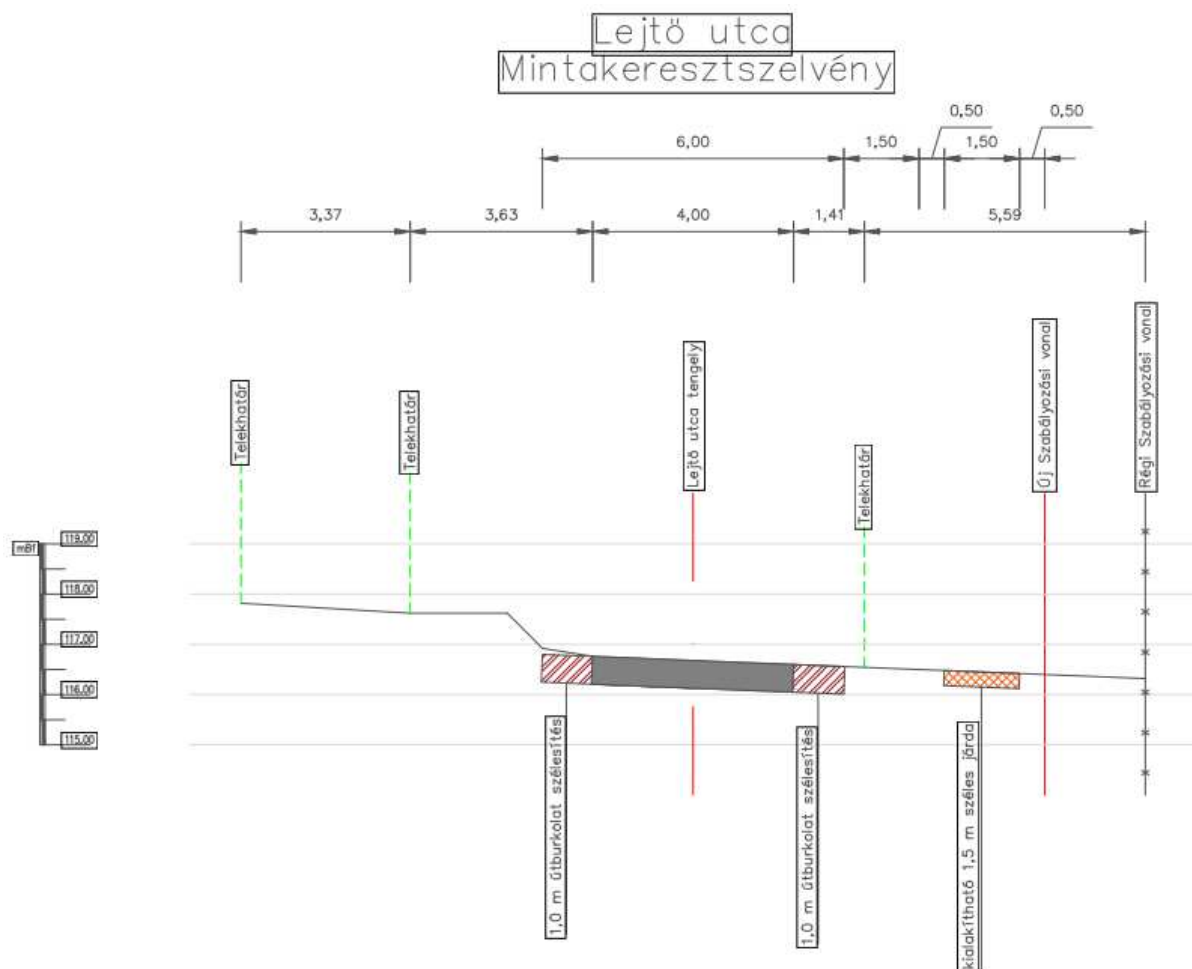 Lejtő utca
Mintakeresztszelvény
0,50
0,50
6,00
1,50
1,50
3,37
3,63
4,00
1,41
5,59
Telekhatár
Telekhatár
Lejtő utca tengely
Telekhatár
Új Szabályozási vonal
Régi Szabályozási vonal
mBf
119.00
118.00
117.00
116.00
115.00
1,0 m útburkolat szélesítés
1,0 m útburkolat szélesítés
kialakítható 1,5 m széles járda